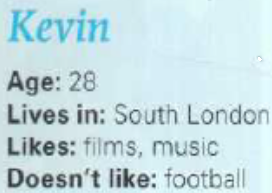 Kevin
Age: 28
Lives in: South London
Likes: films, music
Doesn't like: football